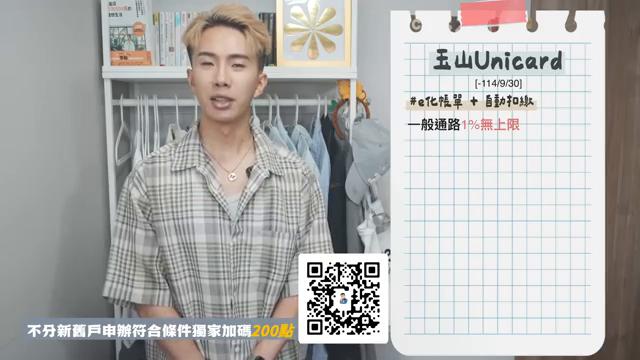 玉山Unicard
[-114/9/30]
#e化帳單 + 自動扣繳
一般通路1%無上限
不分新舊戶申辦符合條件獨家加碼200點